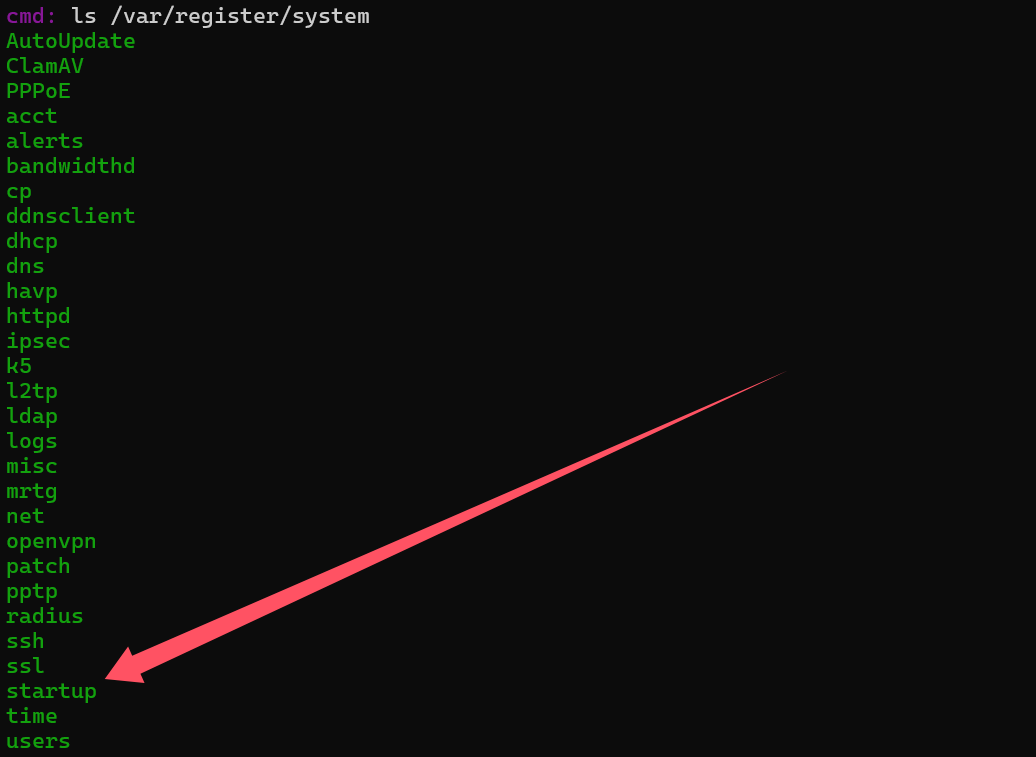 cmd: ls /var/register/system
AutoUpdate
ClamAV
PPPoE
acct
alerts
bandwidthd
cp
ddnsclient
dhcp
dns
havp
httpd
ipsec
k5
l2tp
ldap
logs
misc
mrtg
net
openvpn
patch
pptp
radius
ssh
ssl
startup
time
users